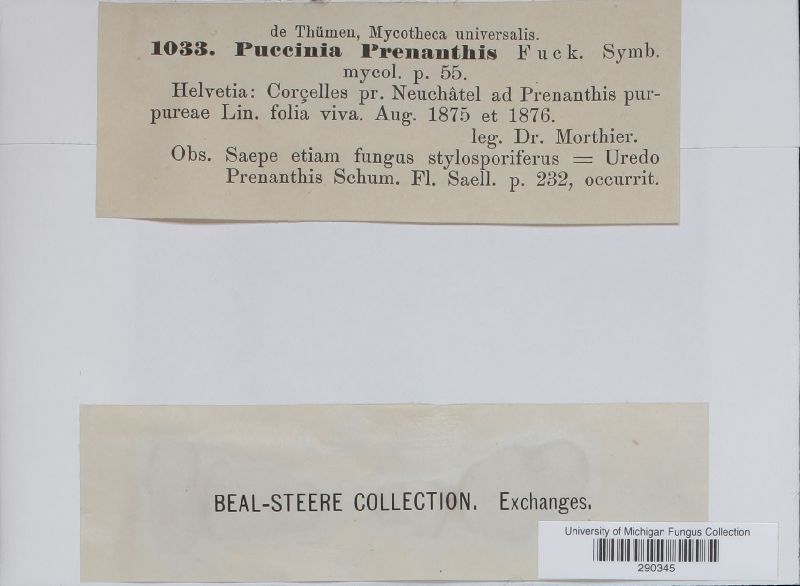 de Thümen, Mycotheca universalis.
1033. Puccinia Prenanthis Fuck. Symb.
mycol. p. 55.
Helvetia: Corçelles pr. Neuchâtel ad Prenanthis pur-
pureae Lin. folia viva. Aug. 1875 et 1876.
leg. Dr. Morthier.
Obs. Saepe etiam fungus stylosporiferus = Uredo
Prenanthis Schum. Fl. Saell. p. 232, occurrit.
BEAL-STEERE COLLECTION. Exchanges.
University of Michigan Fungus Collection
290345